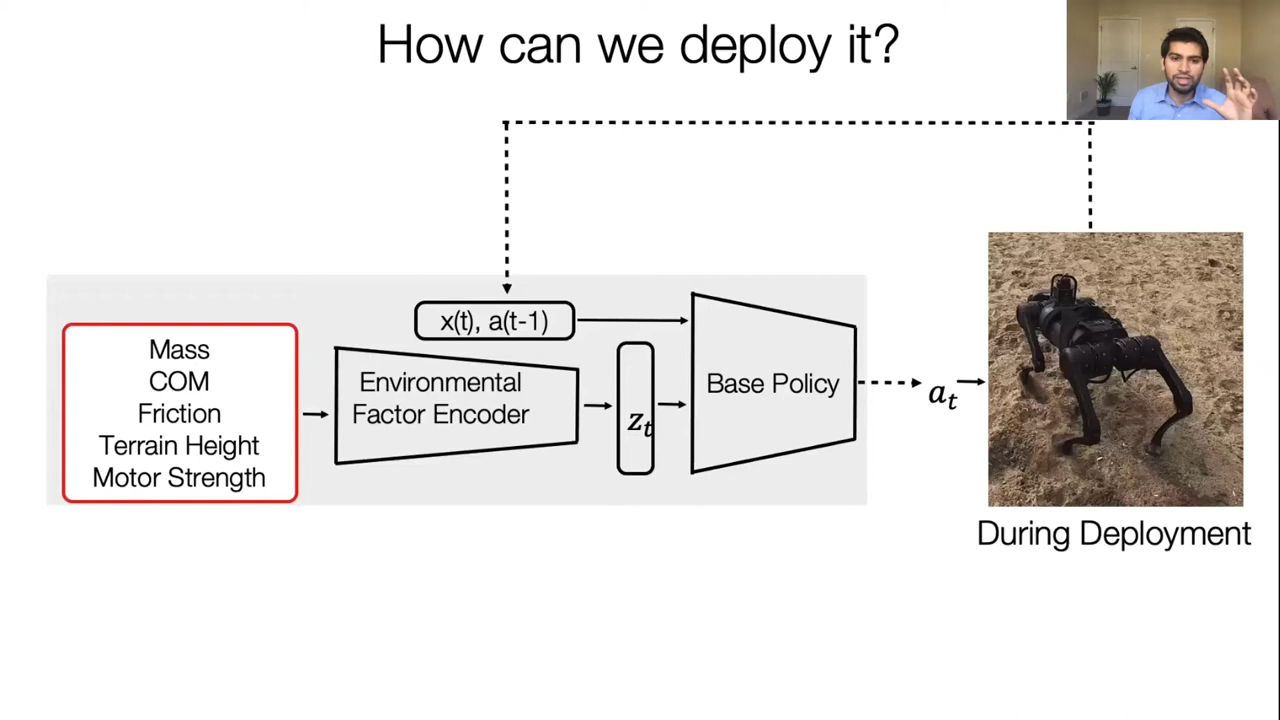 How can we deploy it?
x(t), a(t-1)
Mass
COM
Friction
Terrain Height
Motor Strength
Environmental
Factor Encoder
z_t
Base Policy
a_t
During Deployment